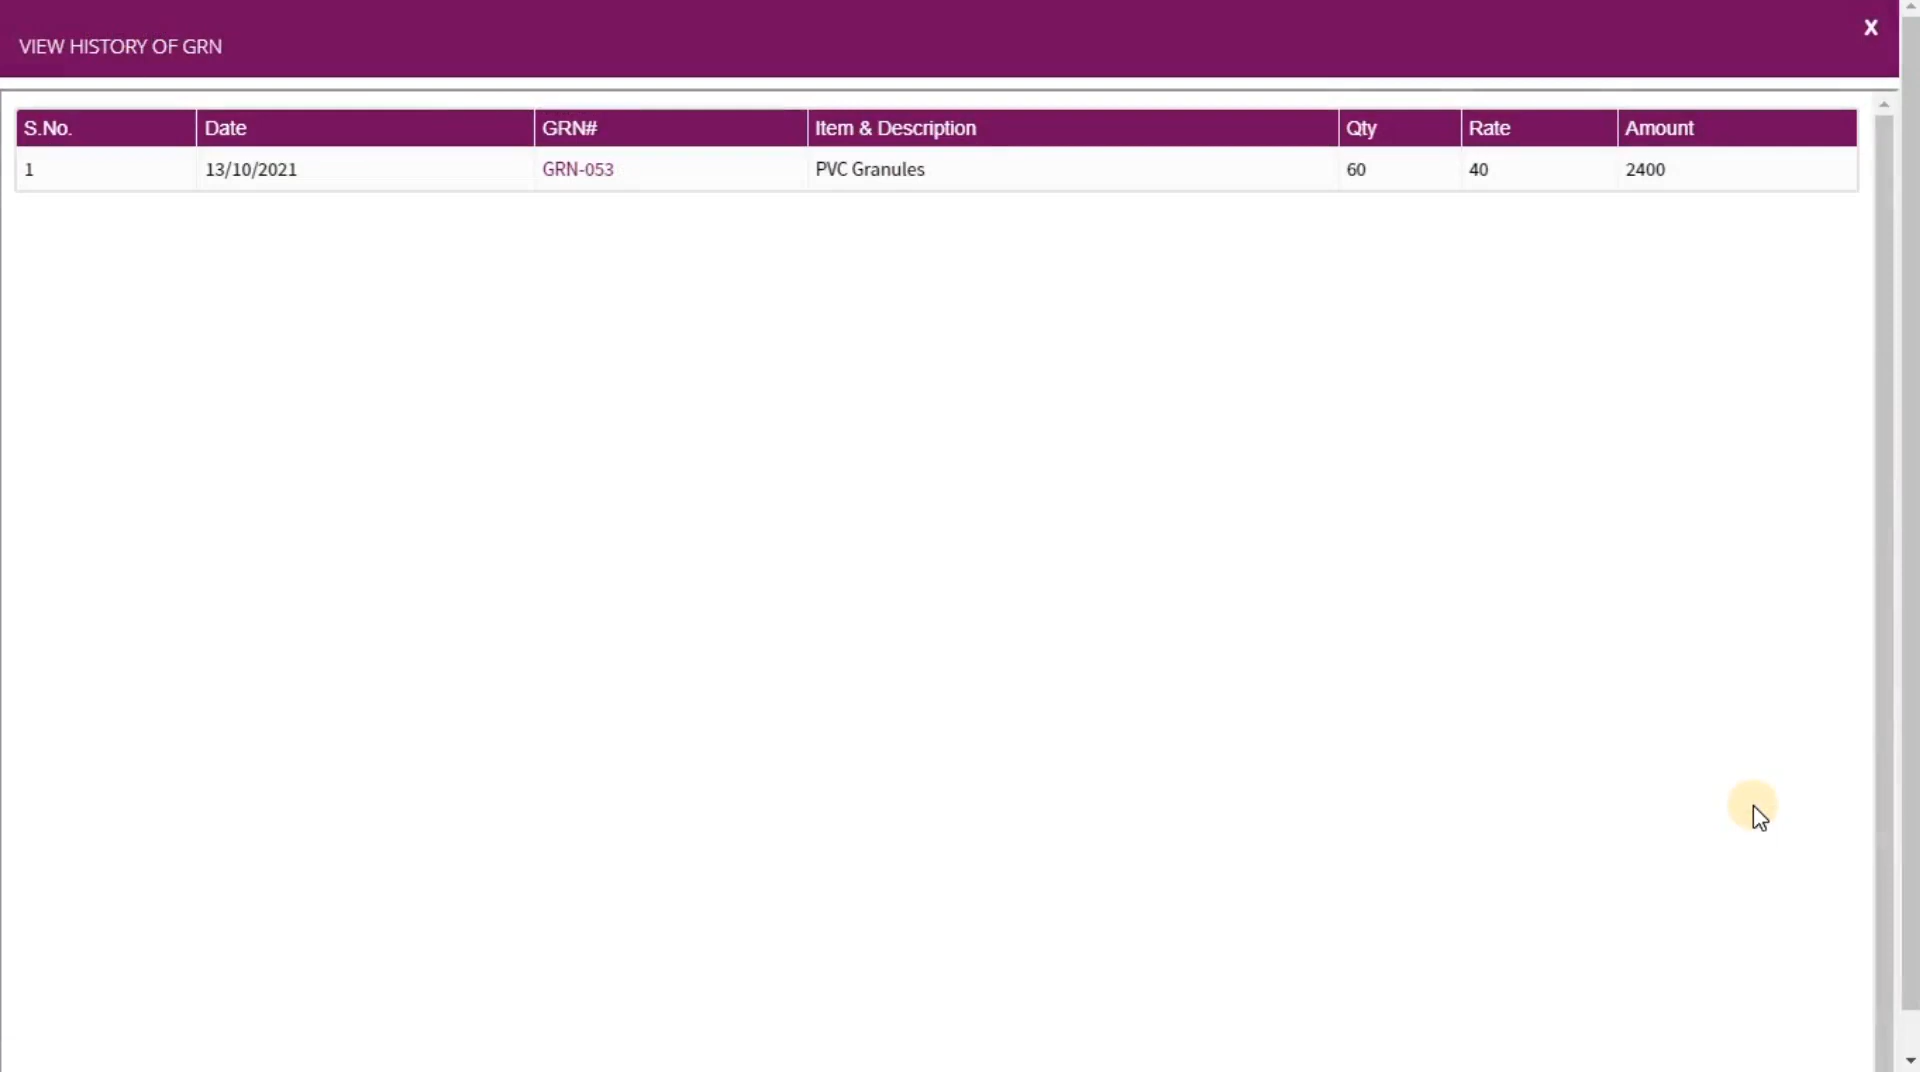 X
VIEW HISTORY OF GRN
S.No. Date GRN# Item & Description Qty Rate Amount
1 13/10/2021 GRN-053 PVC Granules 60 40 2400